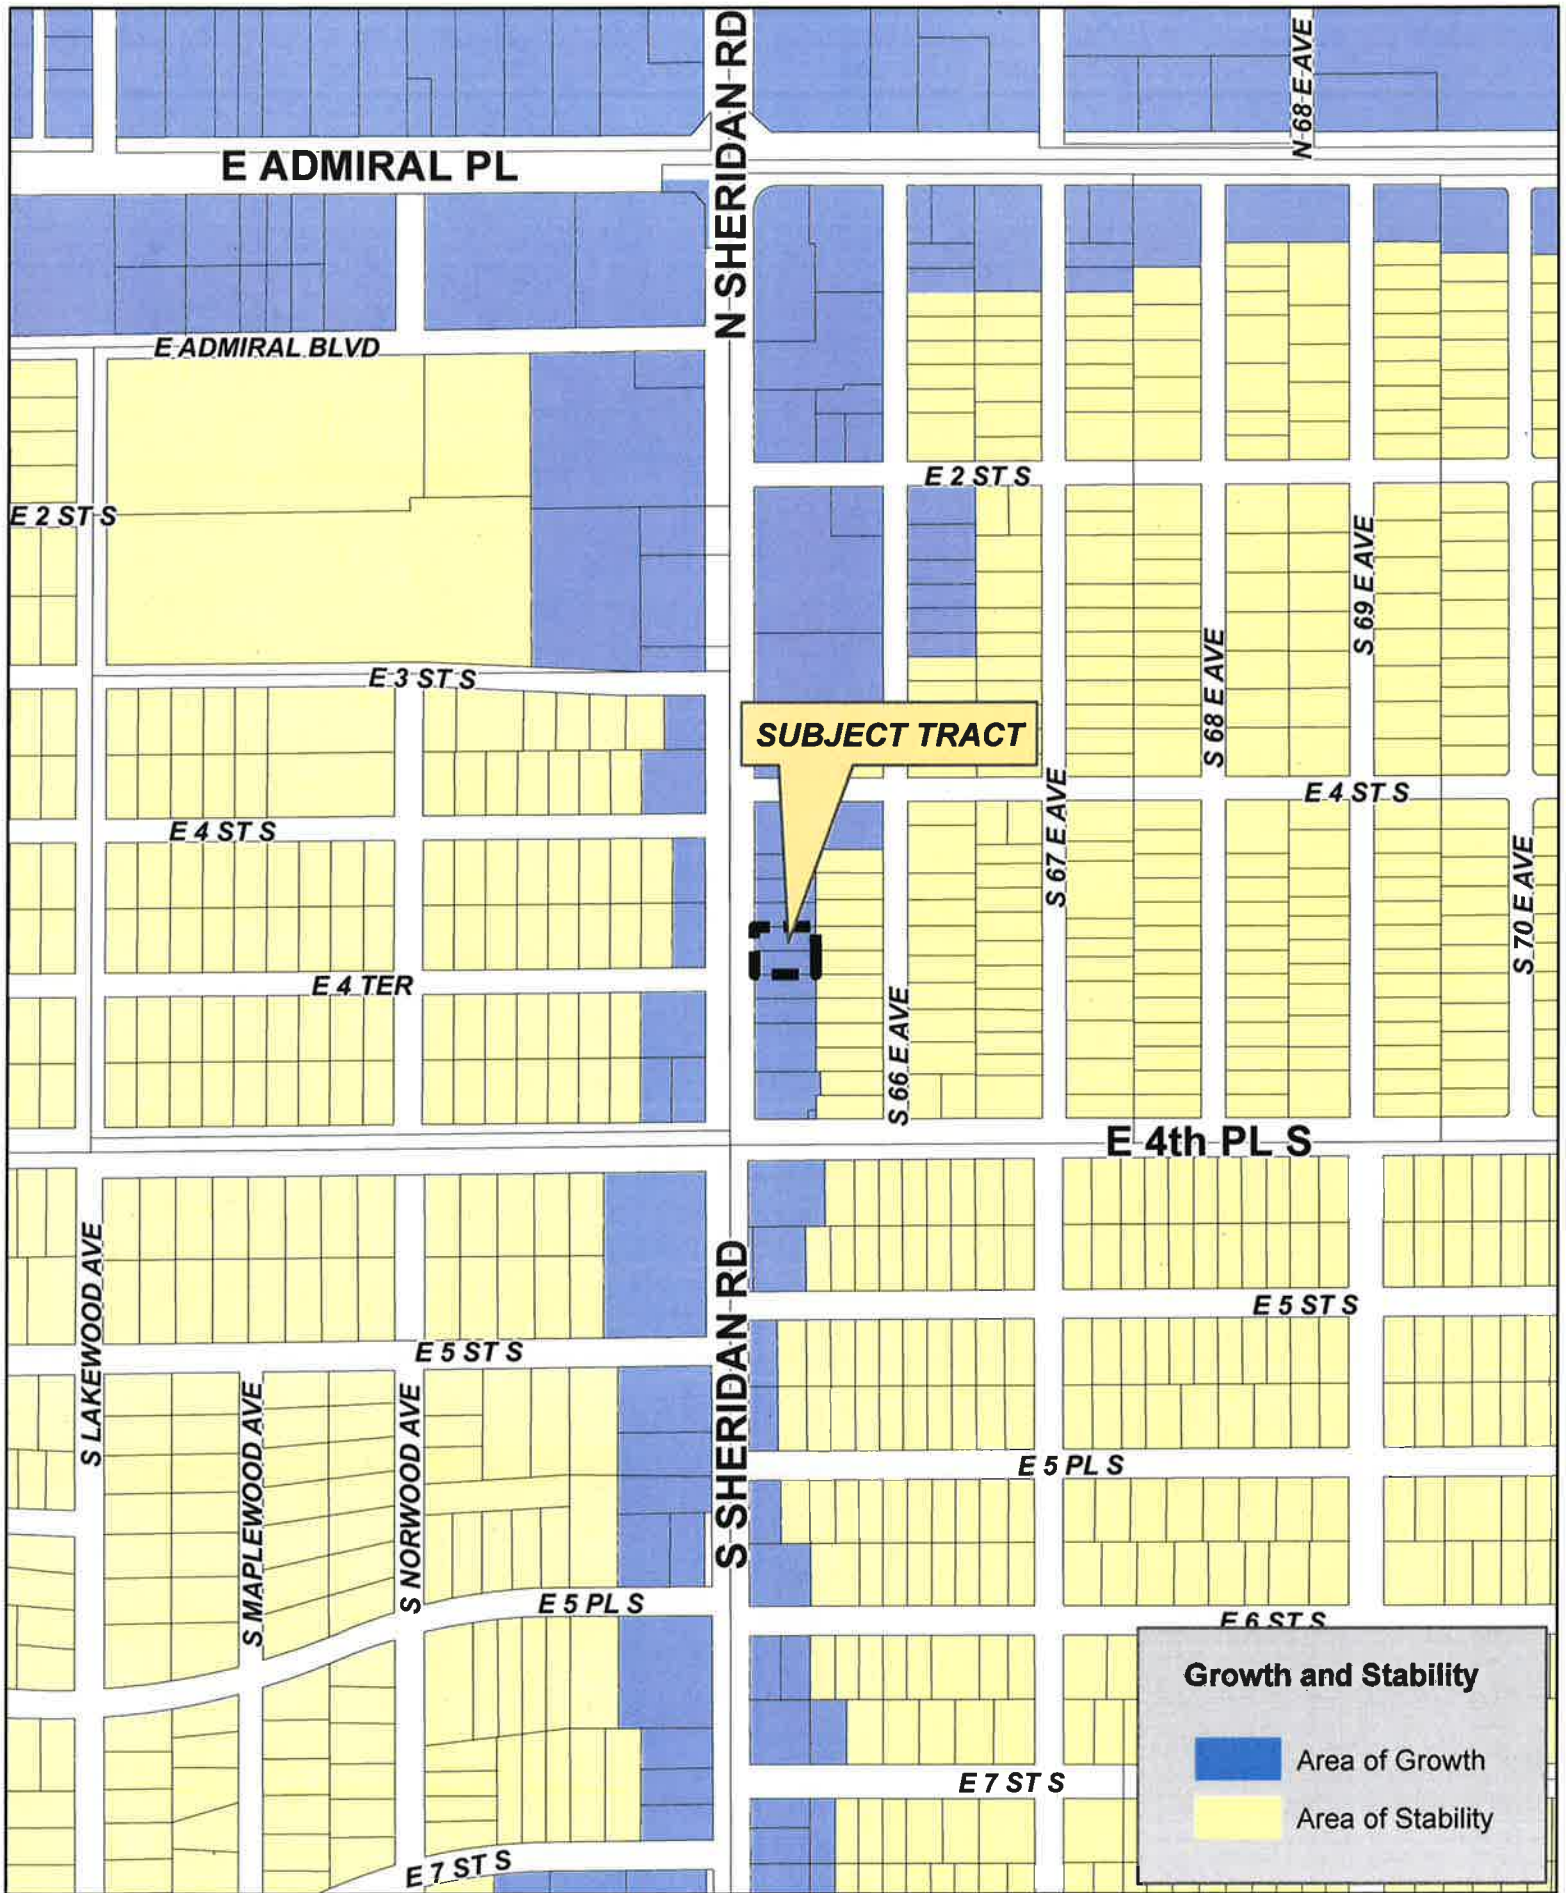 N SHERIDAN RD
N 68 E AVE
E ADMIRAL PL
E ADMIRAL BLVD
E 2 ST S
E 2 ST S
S 69 E AVE
S 68 E AVE
E 3 ST S
SUBJECT TRACT
S 67 E AVE
E 4 ST S
E 4 ST S
S 70 E AVE
E 4 TER
S 66 E AVE
E 4th PL S
S LAKEWOOD AVE
S SHERIDAN RD
E 5 ST S
E 5 ST S
S MAPLEWOOD AVE
S NORWOOD AVE
E 5 PL S
E 5 PL S
E 6 ST S
Growth and Stability
Area of Growth
Area of Stability
E 7 ST S
E 7 ST S